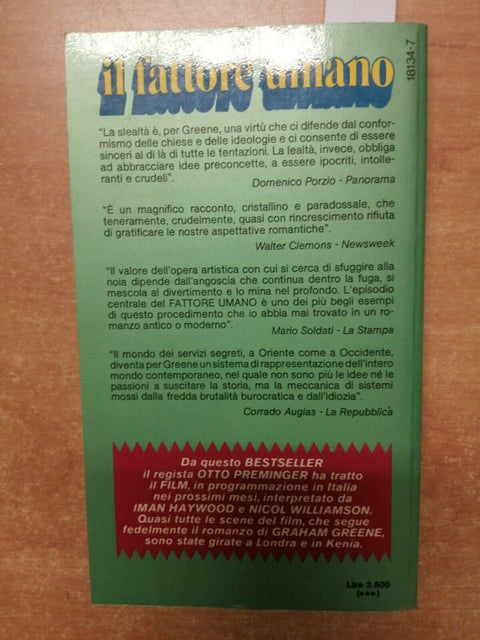 il fattore umano
18134-7
"La slealtà è, per Greene, una virtù che ci difende dal confor-
mismo delle chiese e delle ideologie e ci consente di essere
sinceri al di là di tutte le tentazioni. La lealtà, invece, obbliga
ad abbracciare idee preconcette, a essere ipocriti, intolle-
ranti e crudeli".
Domenico Porzio - Panorama
"È un magnifico racconto, cristallino e paradossale, che
teneramente, crudelmente, quasi con rincrescimento rifiuta
di gratificare le nostre aspettative romantiche".
Walter Clemons - Newsweek
"Il valore dell'opera artistica con cui si cerca di sfuggire alla
noia dipende dall'angoscia che continua dentro la fuga, si
mescola al divertimento e lo mina nel profondo. L'episodio
centrale del FATTORE UMANO è uno dei più begli esempi
di questo procedimento che io abbia mai trovato in un ro-
manzo antico o moderno".
Mario Soldati - La Stampa
"Il mondo dei servizi segreti, a Oriente come a Occidente,
diventa per Greene un sistema di rappresentazione dell'intero
mondo contemporaneo, nel quale non sono più le idee né le
passioni a suscitare la storia, ma la meccanica di sistemi
mossi dalla fredda brutalità burocratica e dall'idiozia".
Corrado Augias - La Repubblica
Da questo BESTSELLER
il regista OTTO PREMINGER ha tratto
il FILM, in programmazione in Italia
nei prossimi mesi, interpretato da
IMAN HAYWOOD e NICOL WILLIAMSON.
Quasi tutte le scene del film, che segue
fedelmente il romanzo di GRAHAM GREENE,
sono state girate a Londra e in Kenia.
Lire 2.500
(●●●)